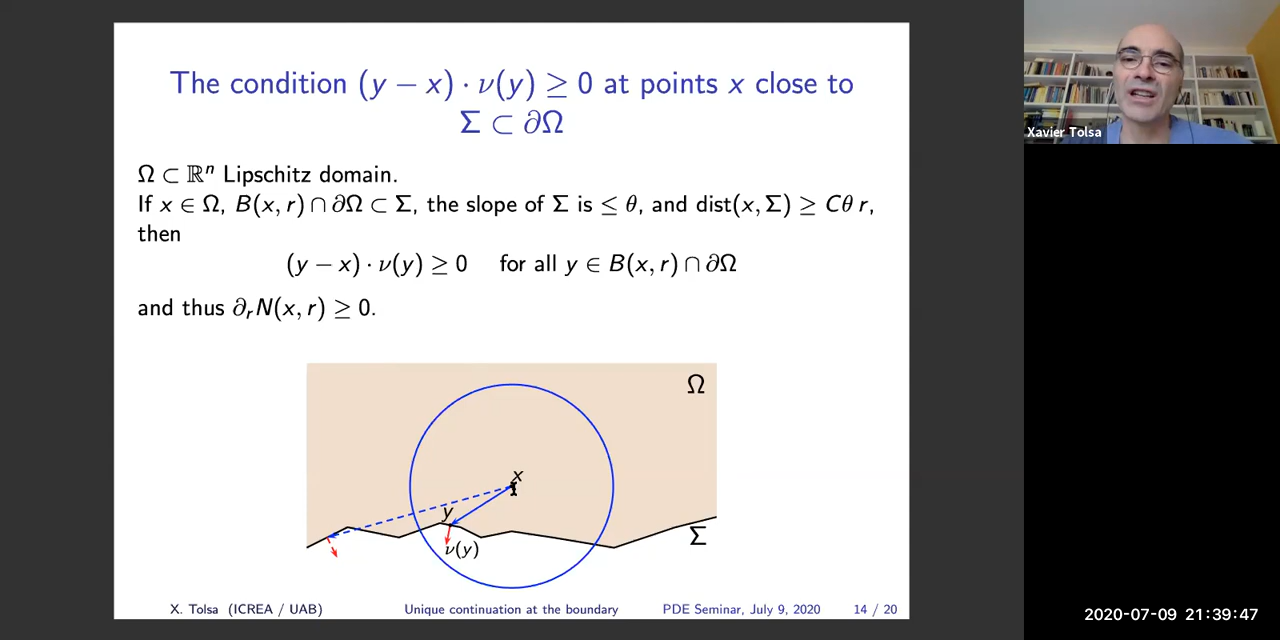 The condition (y − x) · ν(y) ≥ 0 at points x close to
Σ ⊂ ∂Ω
Ω ⊂ ℝⁿ Lipschitz domain.
If x ∈ Ω, B(x, r) ∩ ∂Ω ⊂ Σ, the slope of Σ is ≤ θ, and dist(x, Σ) ≥ Cθ r,
then
(y − x) · ν(y) ≥ 0 for all y ∈ B(x, r) ∩ ∂Ω
and thus ∂ᵣN(x, r) ≥ 0.
Ω
x
y
ν(y)
Σ
X. Tolsa (ICREA / UAB) Unique continuation at the boundary PDE Seminar, July 9, 2020 14 / 20
Xavier Tolsa
2020-07-09 21:39:47